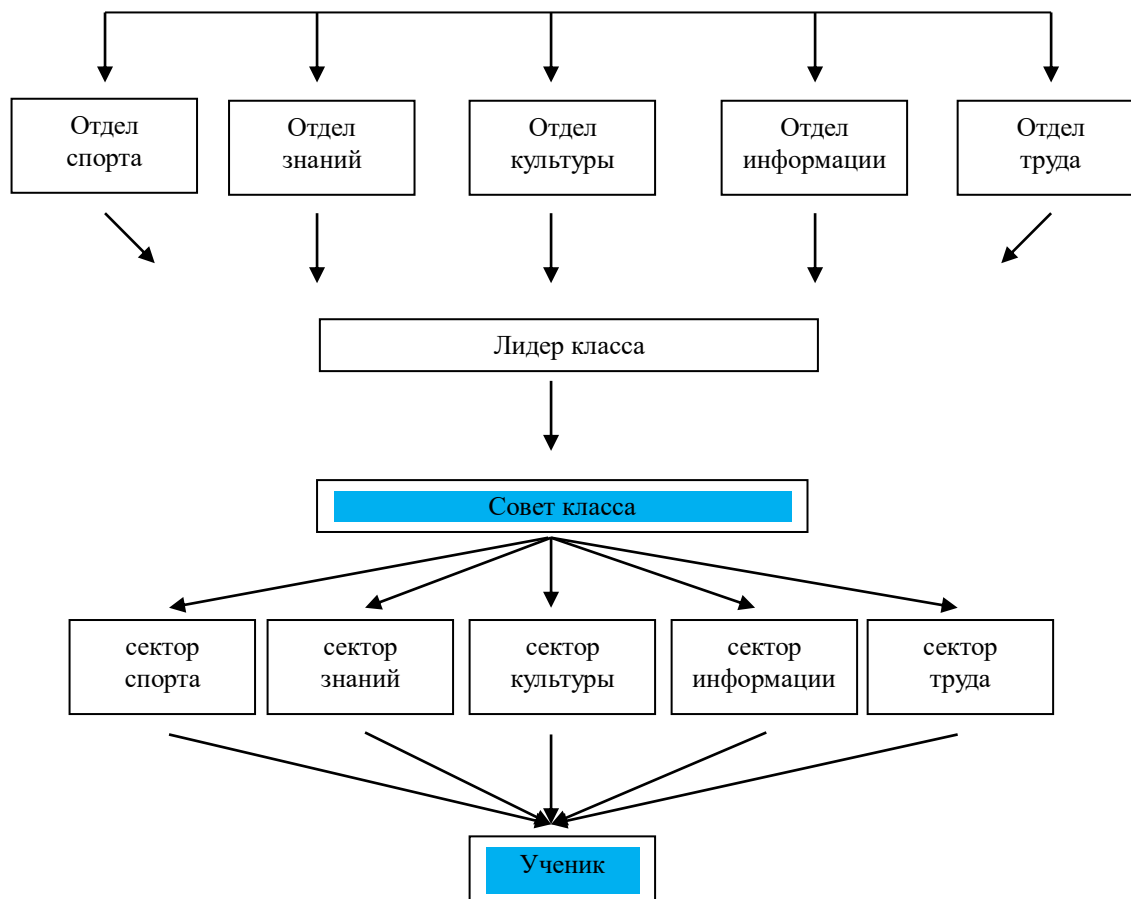 Отдел
спорта
Отдел
знаний
Отдел
культуры
Отдел
информации
Отдел
труда
Лидер класса
Совет класса
сектор
спорта
сектор
знаний
сектор
культуры
сектор
информации
сектор
труда
Ученик